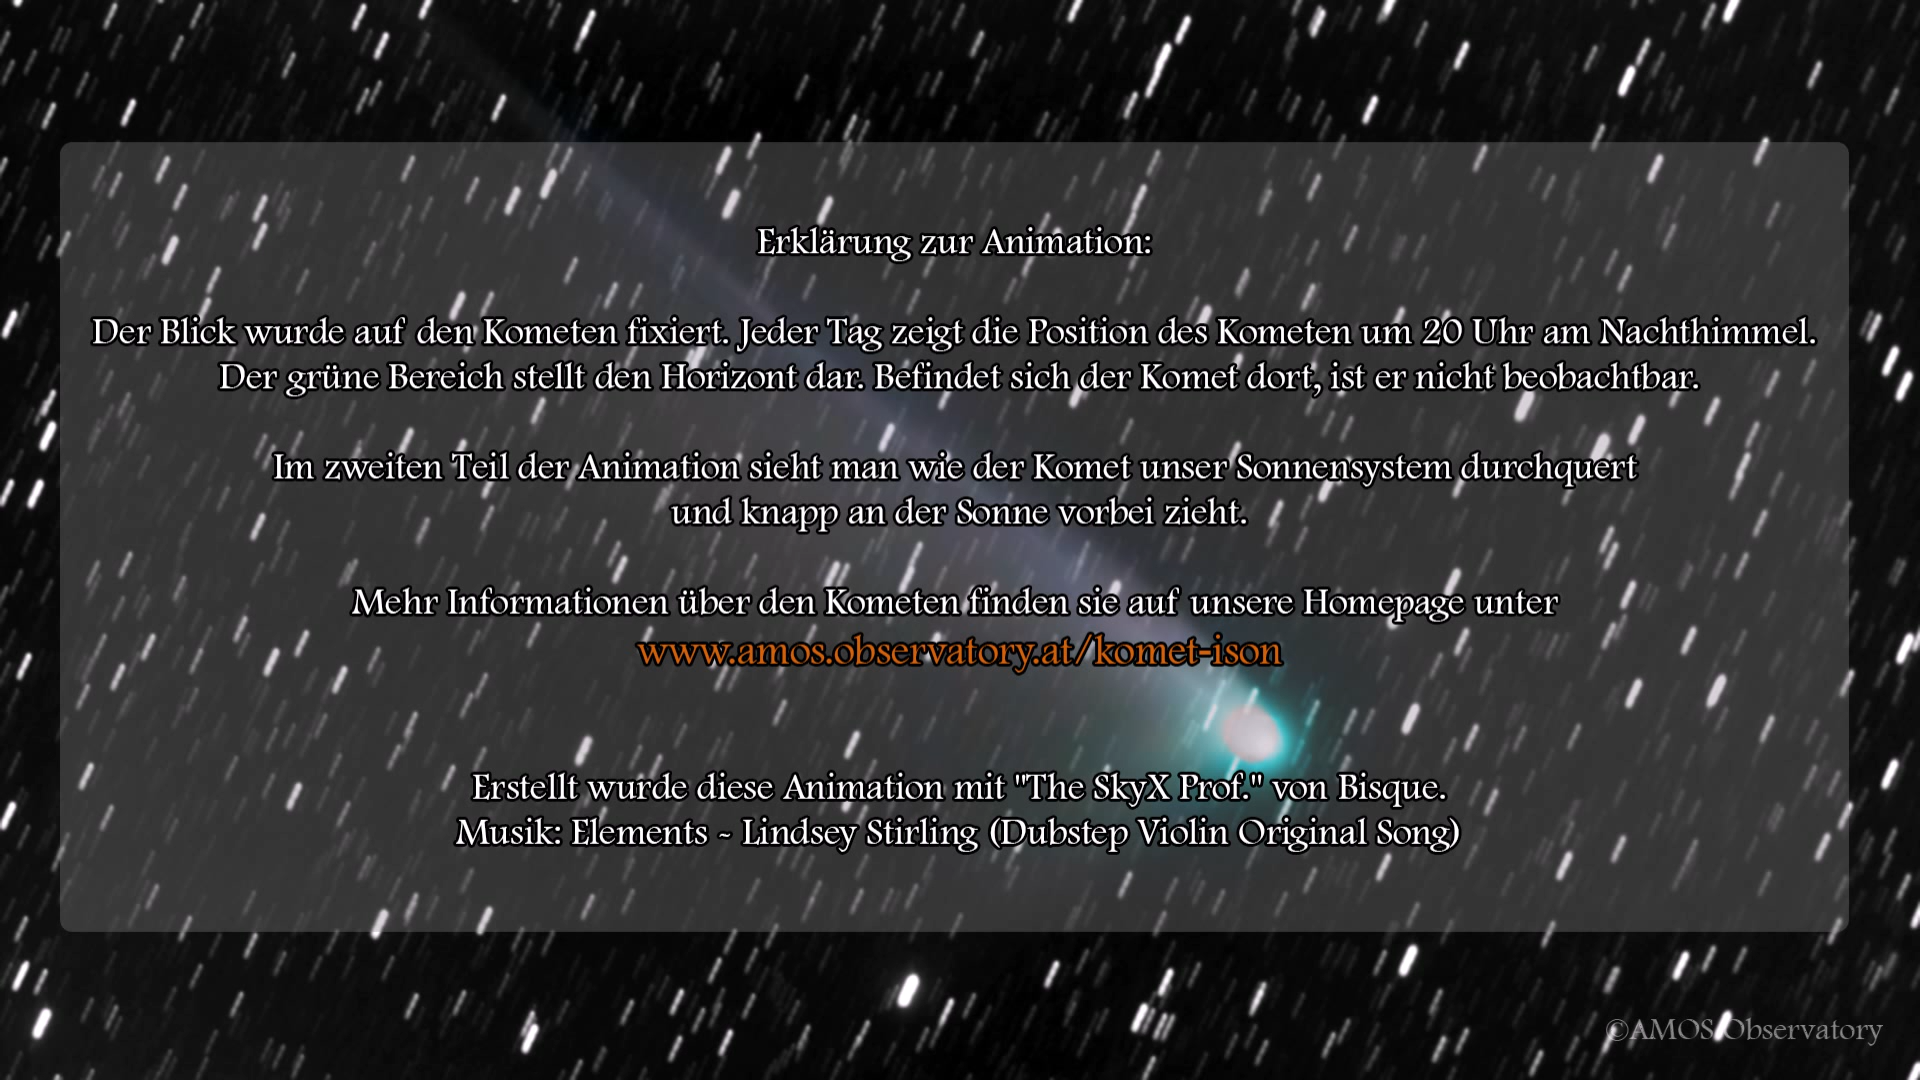 Erklärung zur Animation:
Der Blick wurde auf den Kometen fixiert. Jeder Tag zeigt die Position des Kometen um 20 Uhr am Nachthimmel.
Der grüne Bereich stellt den Horizont dar. Befindet sich der Komet dort, ist er nicht beobachtbar.
Im zweiten Teil der Animation sieht man wie der Komet unser Sonnensystem durchquert
und knapp an der Sonne vorbei zieht.
Mehr Informationen über den Kometen finden sie auf unsere Homepage unter
www.amos.observatory.at/komet-ison
Erstellt wurde diese Animation mit "The SkyX Prof." von Bisque.
Musik: Elements ~ Lindsey Stirling (Dubstep Violin Original Song)
©AMOS Observatory